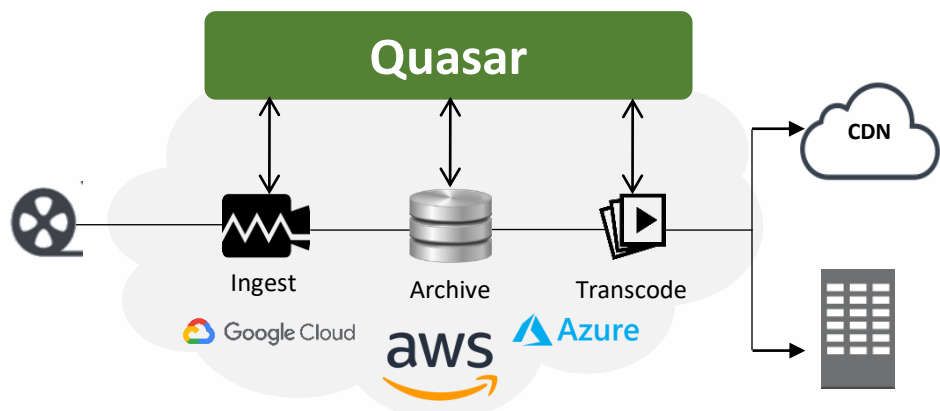 Quasar
CDN
Ingest
Archive
Transcode
Google Cloud
aws
Azure